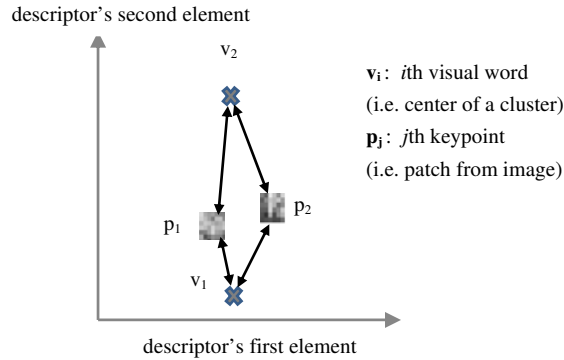 descriptor's second element
v2
vi: ith visual word
(i.e. center of a cluster)
pj: jth keypoint
(i.e. patch from image)
p2
p1
v1
descriptor's first element